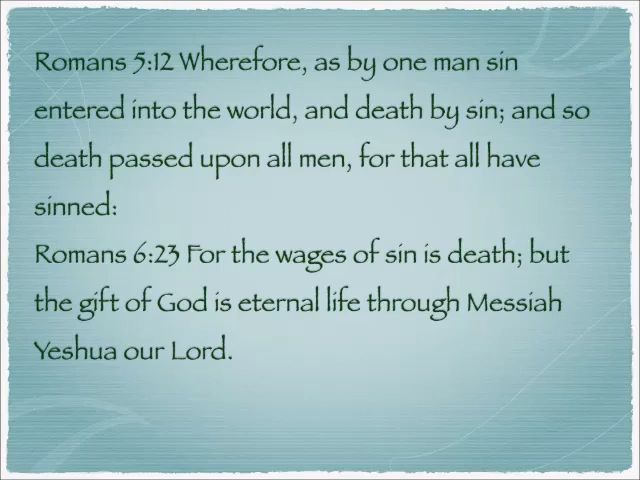 Romans 5:12 Wherefore, as by one man sin
entered into the world, and death by sin; and so
death passed upon all men, for that all have
sinned:
Romans 6:23 For the wages of sin is death; but
the gift of God is eternal life through Messiah
Yeshua our Lord.